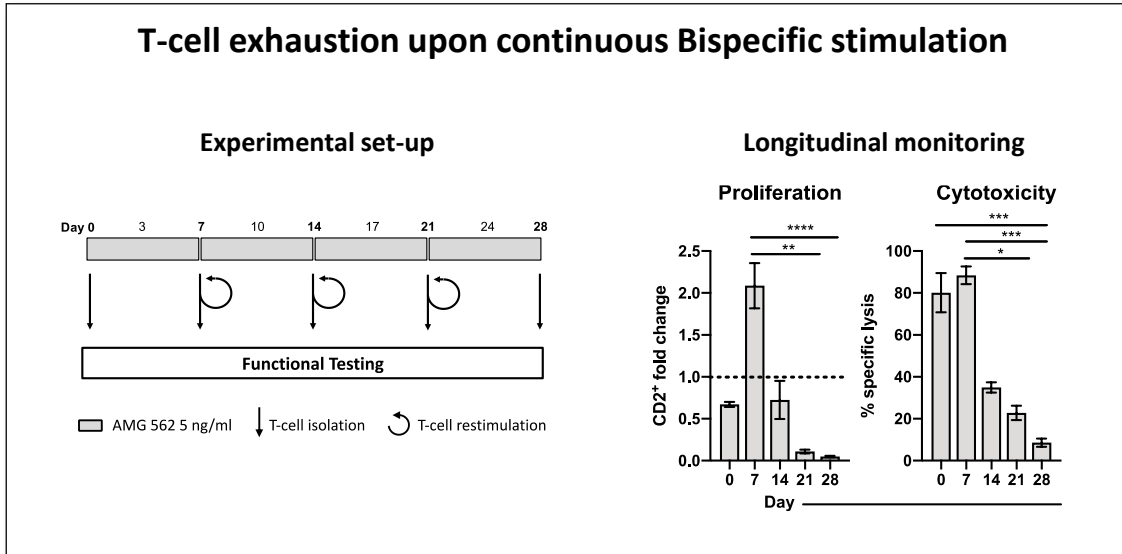 T-cell exhaustion upon continuous Bispecific stimulation
Experimental set-up
Day 0 3 7 10 14 17 21 24 28
Functional Testing
AMG 562 5 ng/ml T-cell isolation T-cell restimulation
Longitudinal monitoring
Proliferation
****
**
2.5
2.0
1.5
1.0
0.5
0.0
CD2⁺ fold change
0 7 14 21 28
Cytotoxicity
***
***
*
100
80
60
40
20
0
% specific lysis
0 7 14 21 28
Day